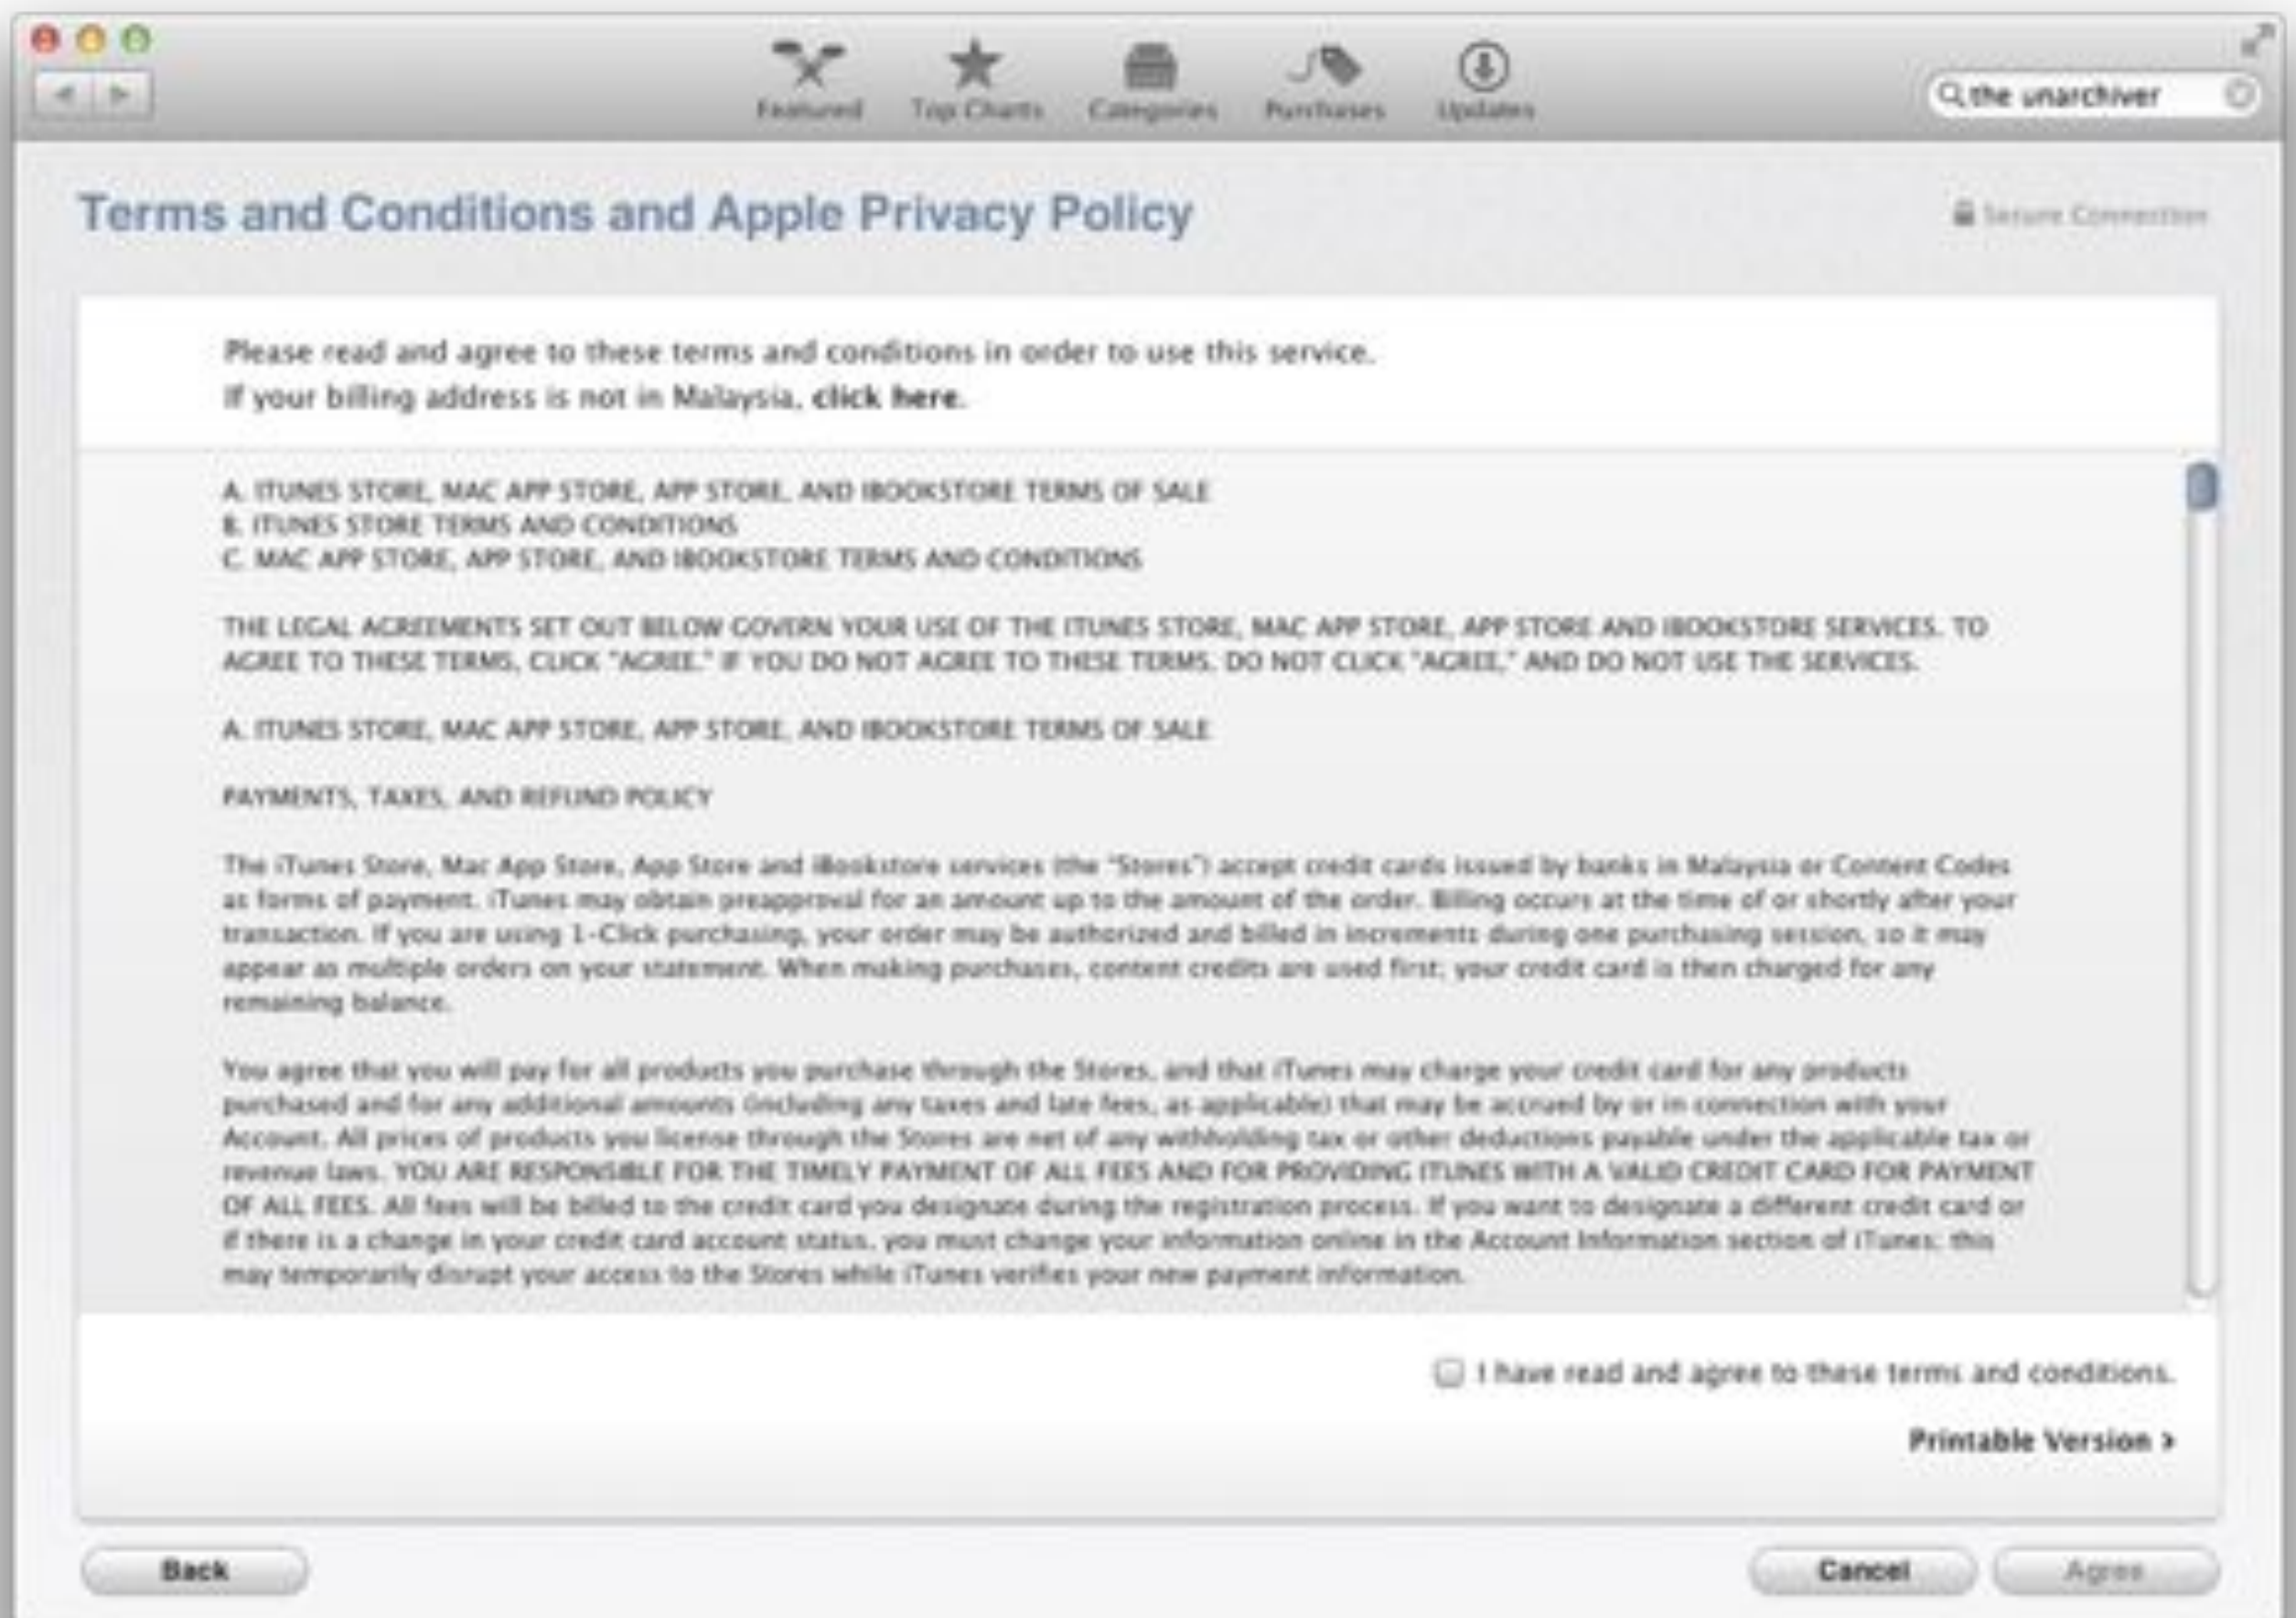 Featured Top Charts Categories Purchases Updates
the unarchiver
Terms and Conditions and Apple Privacy Policy
Secure Connection
Please read and agree to these terms and conditions in order to use this service.
If your billing address is not in Malaysia, click here.
A. ITUNES STORE, MAC APP STORE, APP STORE, AND IBOOKSTORE TERMS OF SALE
B. ITUNES STORE TERMS AND CONDITIONS
C. MAC APP STORE, APP STORE, AND IBOOKSTORE TERMS AND CONDITIONS
THE LEGAL AGREEMENTS SET OUT BELOW GOVERN YOUR USE OF THE ITUNES STORE, MAC APP STORE, APP STORE AND IBOOKSTORE SERVICES. TO
AGREE TO THESE TERMS, CLICK "AGREE." IF YOU DO NOT AGREE TO THESE TERMS, DO NOT CLICK "AGREE," AND DO NOT USE THE SERVICES.
A. ITUNES STORE, MAC APP STORE, APP STORE, AND IBOOKSTORE TERMS OF SALE
PAYMENTS, TAXES, AND REFUND POLICY
The iTunes Store, Mac App Store, App Store and iBookstore services (the "Stores") accept credit cards issued by banks in Malaysia or Content Codes
as forms of payment. iTunes may obtain preapproval for an amount up to the amount of the order. Billing occurs at the time of or shortly after your
transaction. If you are using 1-Click purchasing, your order may be authorized and billed in increments during one purchasing session, so it may
appear as multiple orders on your statement. When making purchases, content credits are used first; your credit card is then charged for any
remaining balance.
You agree that you will pay for all products you purchase through the Stores, and that iTunes may charge your credit card for any products
purchased and for any additional amounts (including any taxes and late fees, as applicable) that may be accrued by or in connection with your
Account. All prices of products you license through the Stores are net of any withholding tax or other deductions payable under the applicable tax or
revenue laws. YOU ARE RESPONSIBLE FOR THE TIMELY PAYMENT OF ALL FEES AND FOR PROVIDING ITUNES WITH A VALID CREDIT CARD FOR PAYMENT
OF ALL FEES. All fees will be billed to the credit card you designate during the registration process. If you want to designate a different credit card or
if there is a change in your credit card account status, you must change your information online in the Account Information section of iTunes; this
may temporarily disrupt your access to the Stores while iTunes verifies your new payment information.
I have read and agree to these terms and conditions.
Printable Version >
Back Cancel Agree